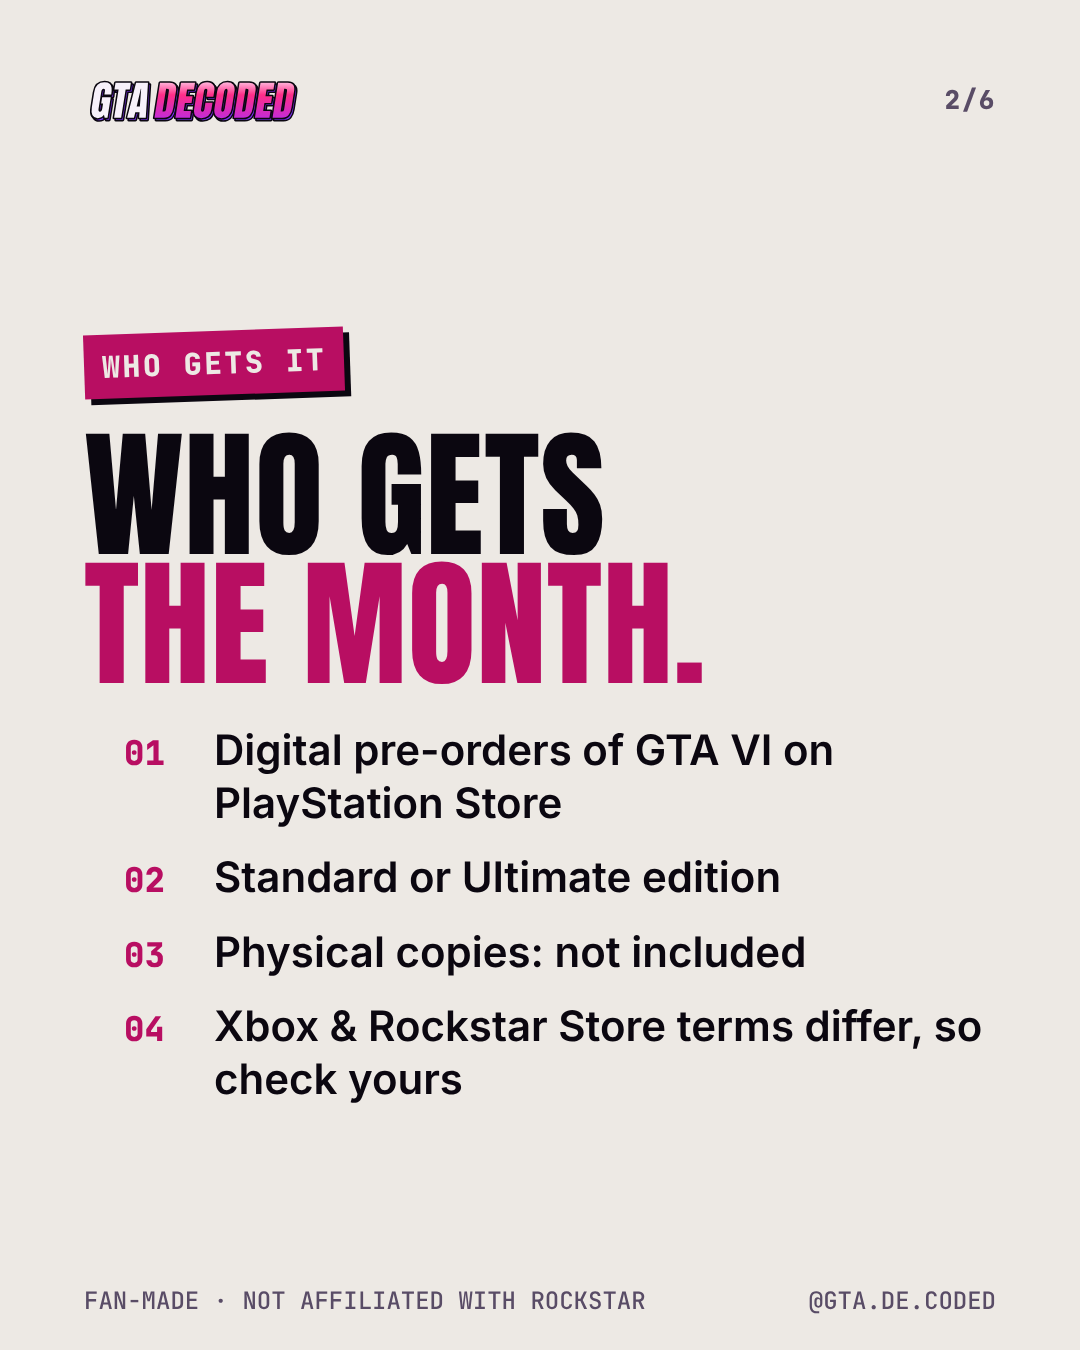 GTA DECODED
2/6
WHO GETS IT
WHO GETS
THE MONTH.
01 Digital pre-orders of GTA VI on
PlayStation Store
02 Standard or Ultimate edition
03 Physical copies: not included
04 Xbox & Rockstar Store terms differ, so
check yours
FAN-MADE · NOT AFFILIATED WITH ROCKSTAR
@GTA.DE.CODED